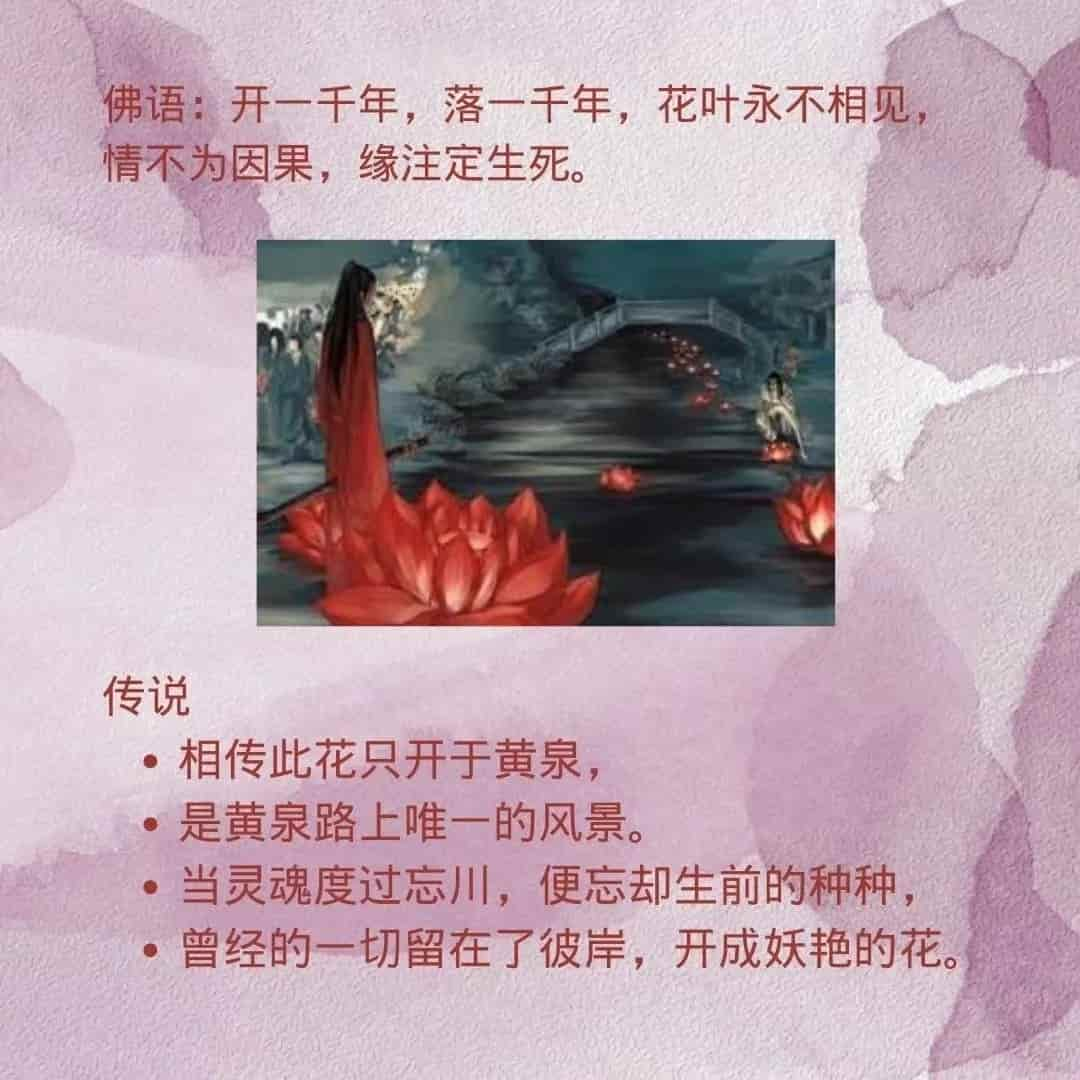 佛语：开一千年，落一千年，花叶永不相见，
情不为因果，缘注定生死。
传说
• 相传此花只开于黄泉，
• 是黄泉路上唯一的风景。
• 当灵魂度过忘川，便忘却生前的种种，
• 曾经的一切留在了彼岸，开成妖艳的花。